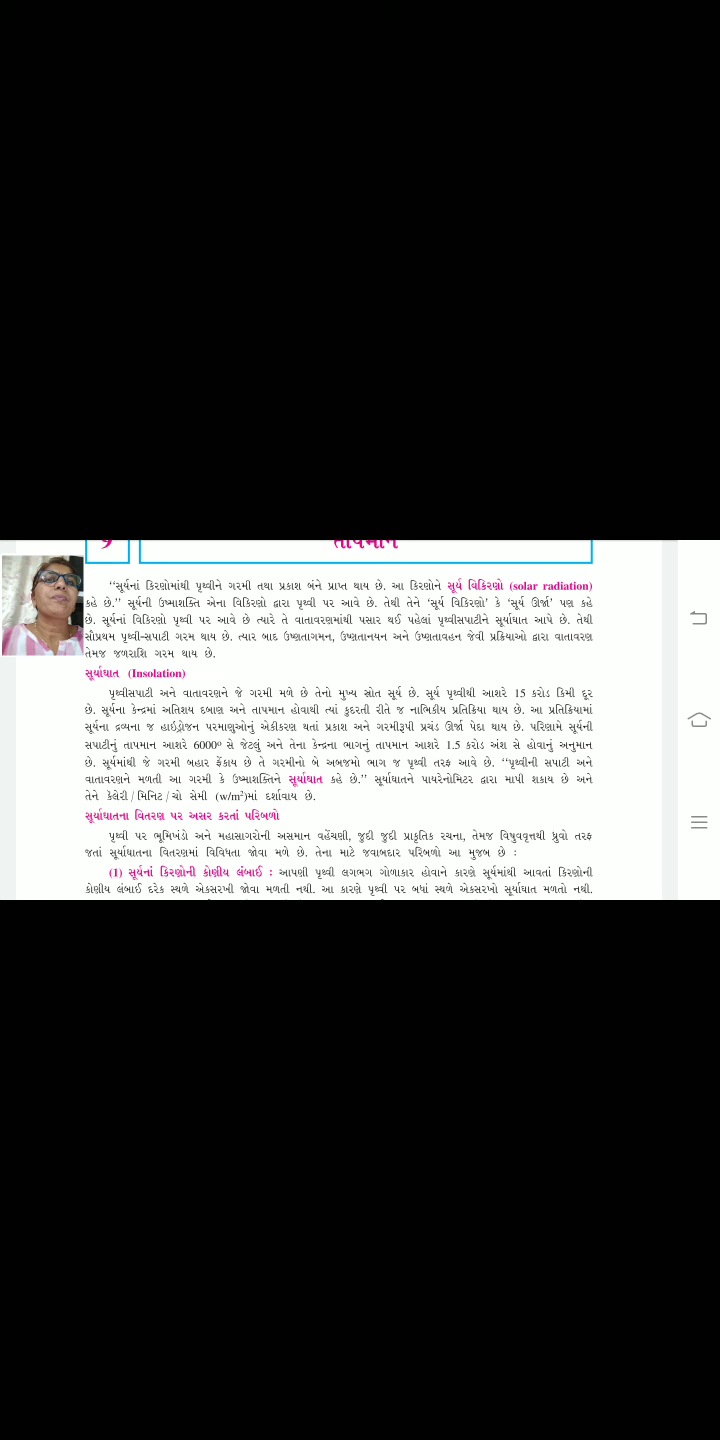 ૭
તાપમાન
‘‘સૂર્યનાં કિરણોમાંથી પૃથ્વીને ગરમી તથા પ્રકાશ બંને પ્રાપ્ત થાય છે. આ કિરણોને સૂર્ય વિકિરણો (solar radiation)
કહે છે.’’ સૂર્યની ઉષ્માશક્તિ એના વિકિરણો દ્વારા પૃથ્વી પર આવે છે. તેથી તેને ‘સૂર્ય વિકિરણો’ કે ‘સૂર્ય ઊર્જા’ પણ કહે
છે. સૂર્યનાં વિકિરણો પૃથ્વી પર આવે છે ત્યારે તે વાતાવરણમાંથી પસાર થઈ પહેલાં પૃથ્વીસપાટીને સૂર્યાઘાત આપે છે. તેથી
સૌપ્રથમ પૃથ્વી-સપાટી ગરમ થાય છે. ત્યાર બાદ ઉષ્ણતાગમન, ઉષ્ણતાનયન અને ઉષ્ણતાવહન જેવી પ્રક્રિયાઓ દ્વારા વાતાવરણ
તેમજ જળરાશિ ગરમ થાય છે.
સૂર્યાઘાત (Insolation)
પૃથ્વીસપાટી અને વાતાવરણને જે ગરમી મળે છે તેનો મુખ્ય સ્રોત સૂર્ય છે. સૂર્ય પૃથ્વીથી આશરે 15 કરોડ કિમી દૂર
છે. સૂર્યના કેન્દ્રમાં અતિશય દબાણ અને તાપમાન હોવાથી ત્યાં કુદરતી રીતે જ નાભિકીય પ્રતિક્રિયા થાય છે. આ પ્રતિક્રિયામાં
સૂર્યના દ્રવ્યના જ હાઈડ્રોજન પરમાણુઓનું એકીકરણ થતાં પ્રકાશ અને ગરમીરૂપી પ્રચંડ ઊર્જા પેદા થાય છે. પરિણામે સૂર્યની
સપાટીનું તાપમાન આશરે 6000° સે જેટલું અને તેના કેન્દ્રના ભાગનું તાપમાન આશરે 1.5 કરોડ અંશ સે હોવાનું અનુમાન
છે. સૂર્યમાંથી જે ગરમી બહાર ફેંકાય છે તે ગરમીનો બે અબજમો ભાગ જ પૃથ્વી તરફ આવે છે. ‘‘પૃથ્વીની સપાટી અને
વાતાવરણને મળતી આ ગરમી કે ઉષ્માશક્તિને સૂર્યાઘાત કહે છે.’’ સૂર્યાઘાતને પાયરેનોમિટર દ્વારા માપી શકાય છે અને
તેને કેલેરી / મિનિટ / ચો સેમી (w/m²)માં દર્શાવાય છે.
સૂર્યાઘાતના વિતરણ પર અસર કરતાં પરિબળો
પૃથ્વી પર ભૂમિખંડો અને મહાસાગરોની અસમાન વહેંચણી, જુદી જુદી પ્રાકૃતિક રચના, તેમજ વિષુવવૃત્તથી ધ્રુવો તરફ
જતાં સૂર્યાઘાતના વિતરણમાં વિવિધતા જોવા મળે છે. તેના માટે જવાબદાર પરિબળો આ મુજબ છે :
(1) સૂર્યનાં કિરણોની કોણીય લંબાઈ : આપણી પૃથ્વી લગભગ ગોળાકાર હોવાને કારણે સૂર્યમાંથી આવતાં કિરણોની
કોણીય લંબાઈ દરેક સ્થળે એકસરખી જોવા મળતી નથી. આ કારણે પૃથ્વી પર બધાં સ્થળે એકસરખો સૂર્યાઘાત મળતો નથી.